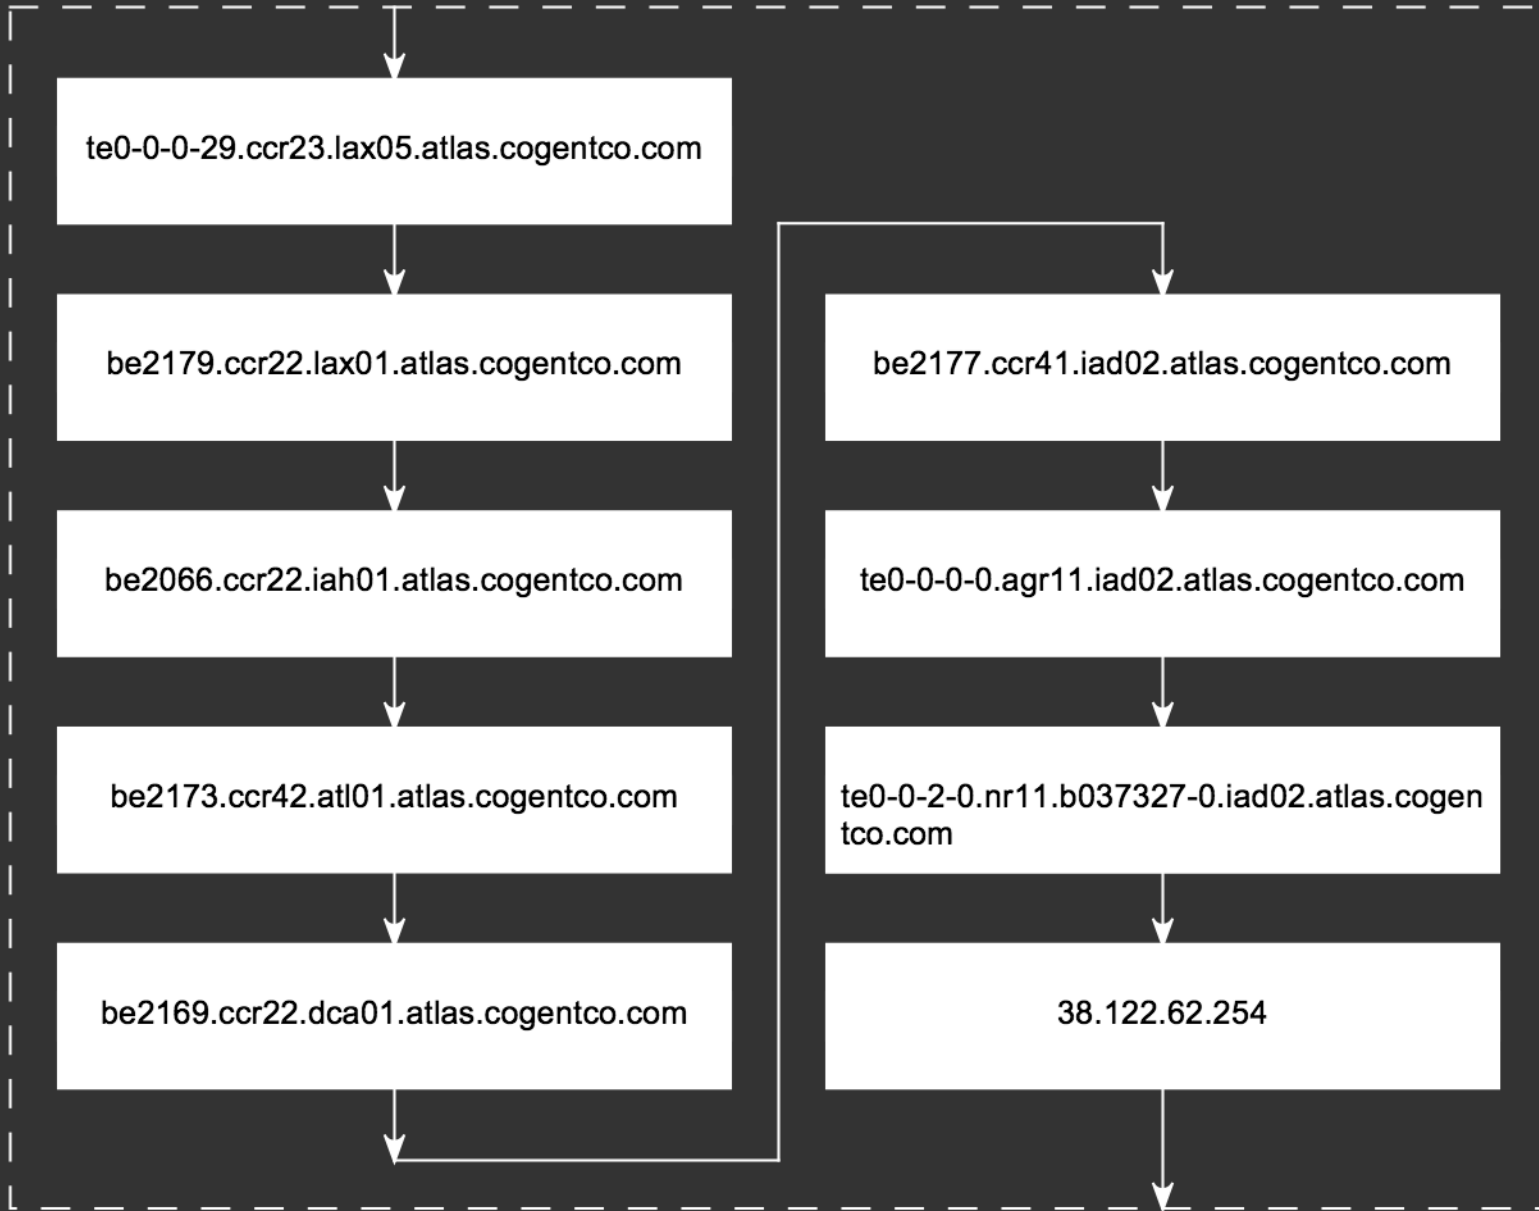 te0-0-0-29.ccr23.lax05.atlas.cogentco.com
be2179.ccr22.lax01.atlas.cogentco.com
be2066.ccr22.iah01.atlas.cogentco.com
be2173.ccr42.atl01.atlas.cogentco.com
be2169.ccr22.dca01.atlas.cogentco.com
be2177.ccr41.iad02.atlas.cogentco.com
te0-0-0-0.agr11.iad02.atlas.cogentco.com
te0-0-2-0.nr11.b037327-0.iad02.atlas.cogen
tco.com
38.122.62.254